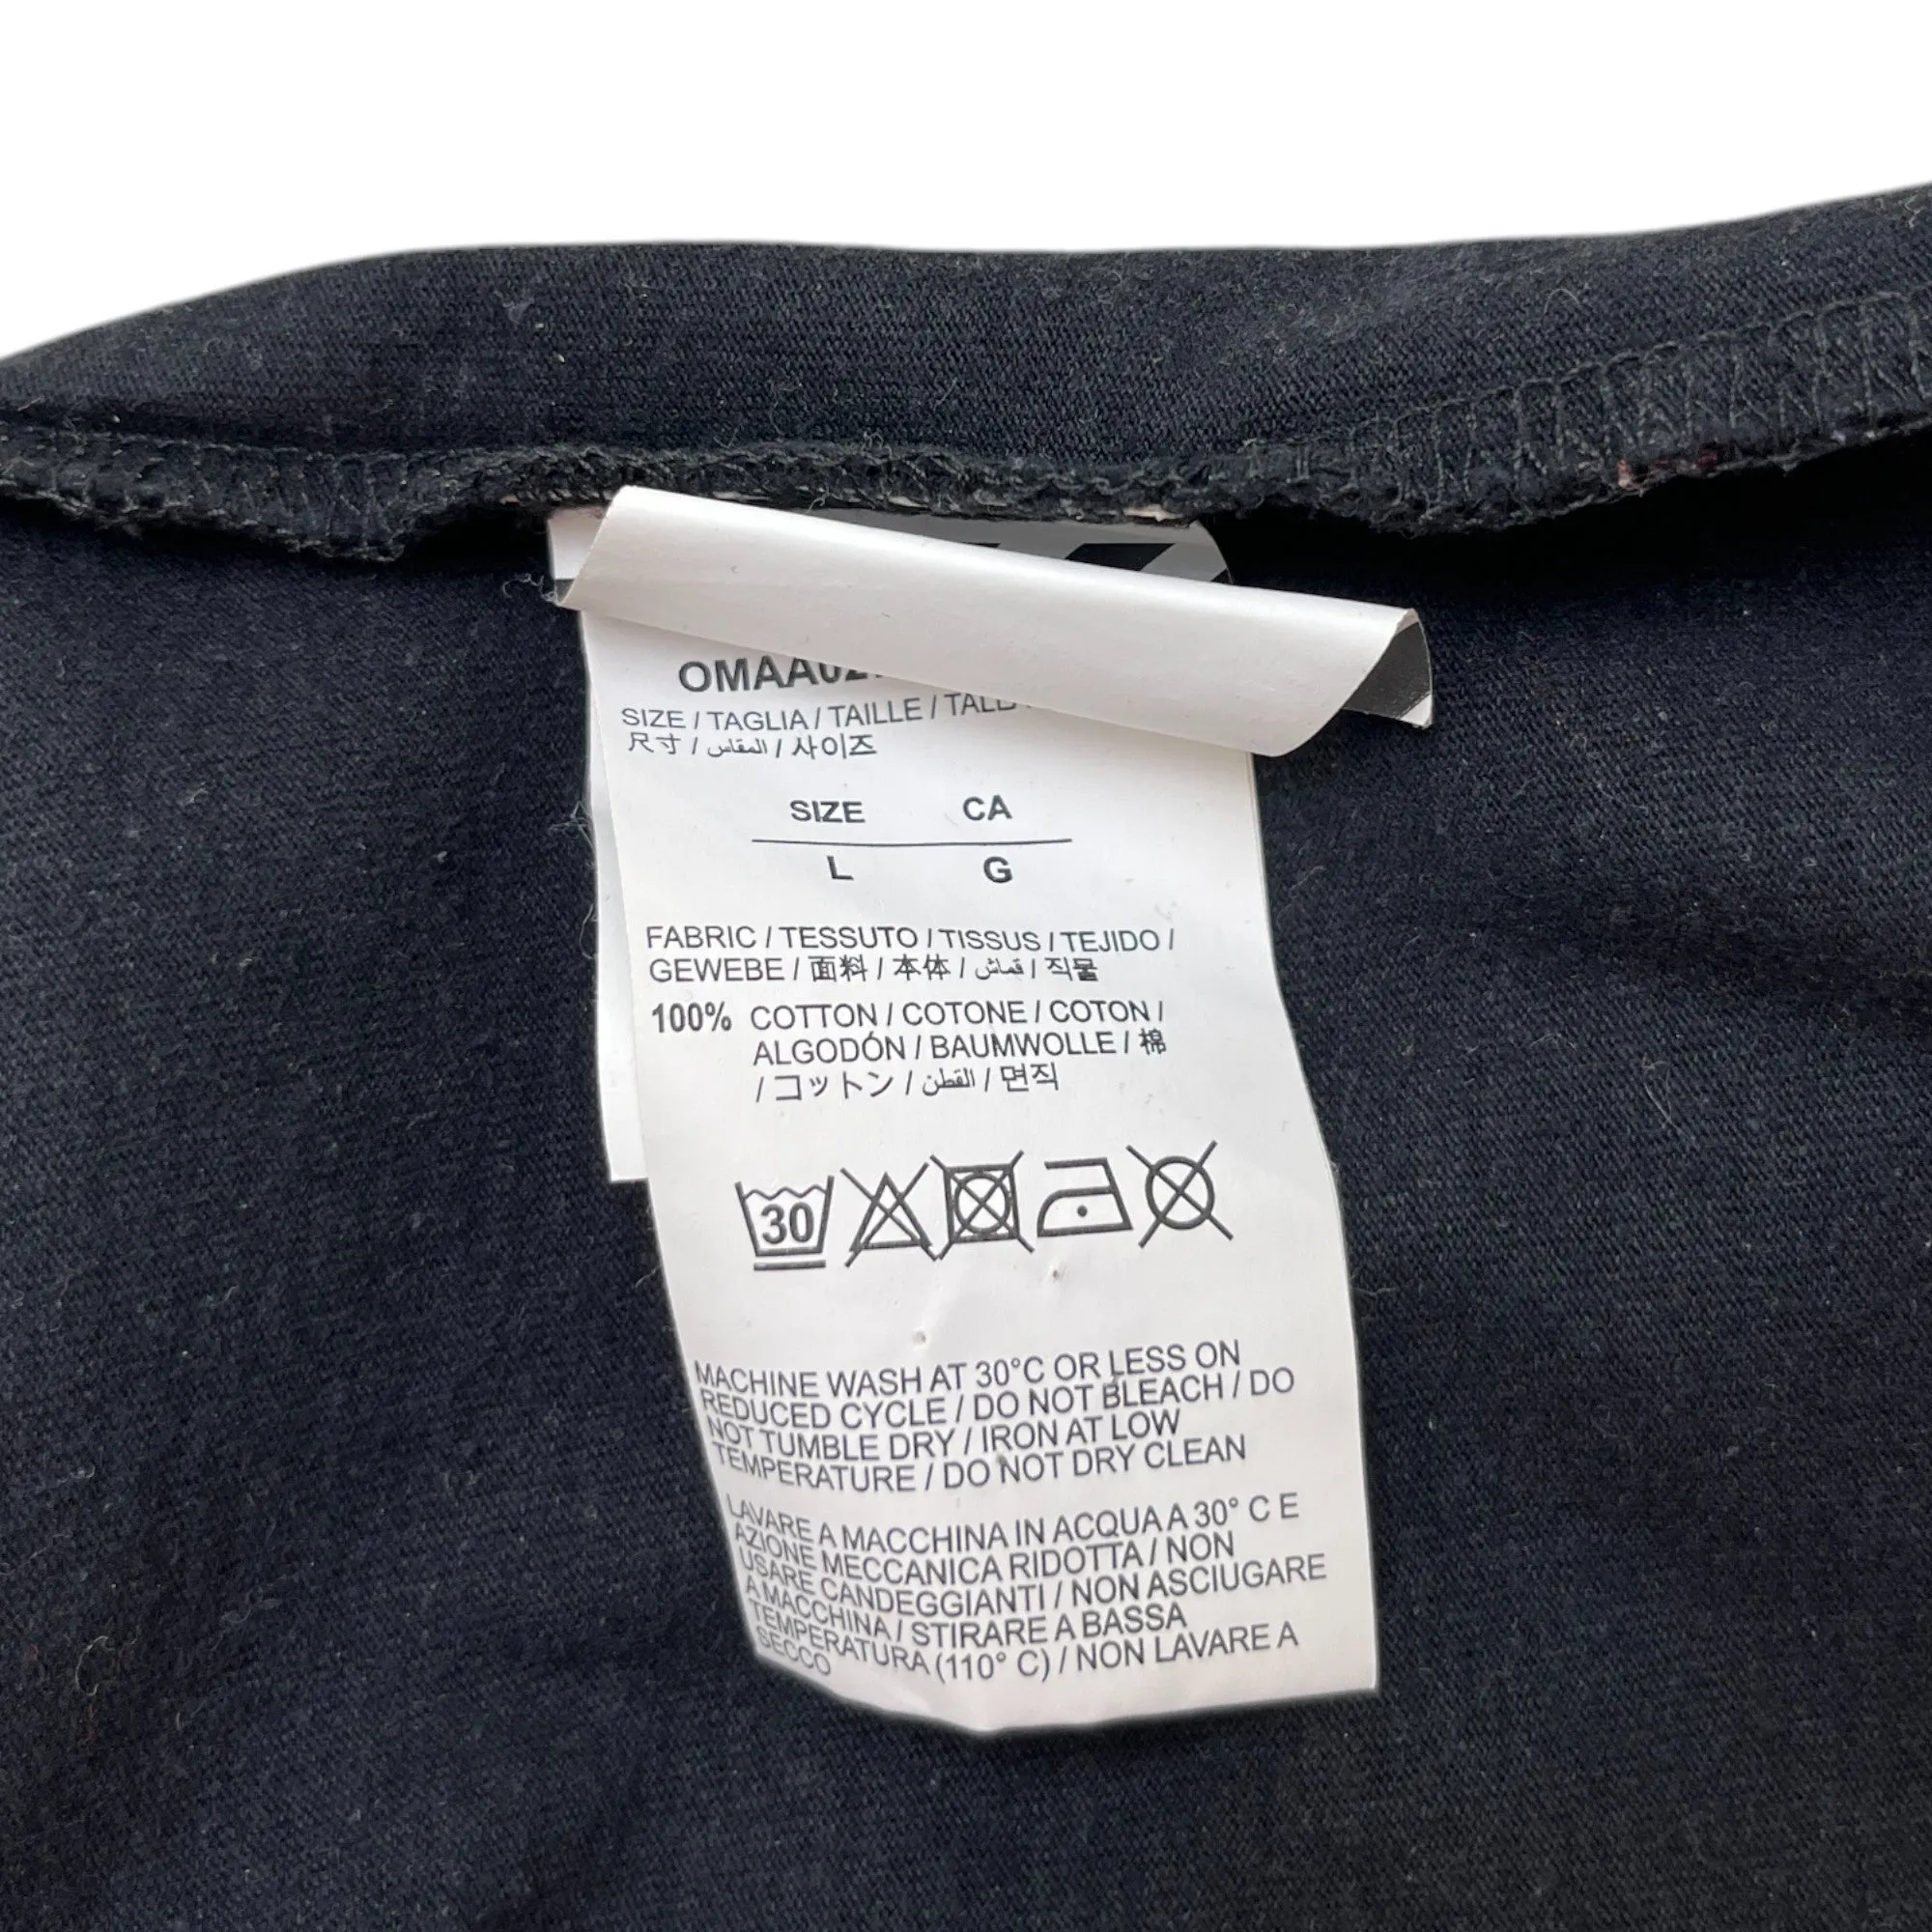 SIZE / TAGLIA / TAILLE /
尺寸 / المقاس / 사이즈
SIZE CA
L G
FABRIC / TESSUTO / TISSUS / TEJIDO /
GEWEBE / 面料 / 本体 / قماش / 직물
100% COTTON / COTONE / COTON /
ALGODÓN / BAUMWOLLE / 棉
/ コットン / القطن / 면직
30
MACHINE WASH AT 30°C OR LESS ON
REDUCED CYCLE / DO NOT BLEACH / DO
NOT TUMBLE DRY / IRON AT LOW
TEMPERATURE / DO NOT DRY CLEAN
LAVARE A MACCHINA IN ACQUA A 30° C E
AZIONE MECCANICA RIDOTTA / NON
USARE CANDEGGIANTI / NON ASCIUGARE
A MACCHINA / STIRARE A BASSA
TEMPERATURA (110° C) / NON LAVARE A
SECCO